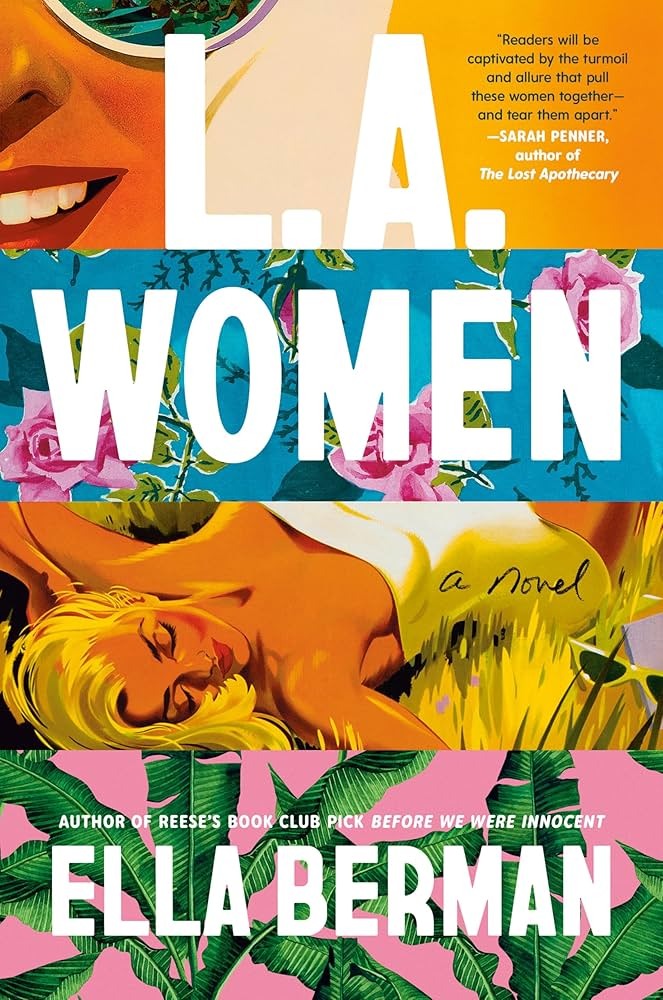 L.A.
"Readers will be
captivated by the turmoil
and allure that pull
these women together—
and tear them apart."
—SARAH PENNER,
author of
The Lost Apothecary
WOMEN
a novel
AUTHOR OF REESE'S BOOK CLUB PICK BEFORE WE WERE INNOCENT
ELLA BERMAN